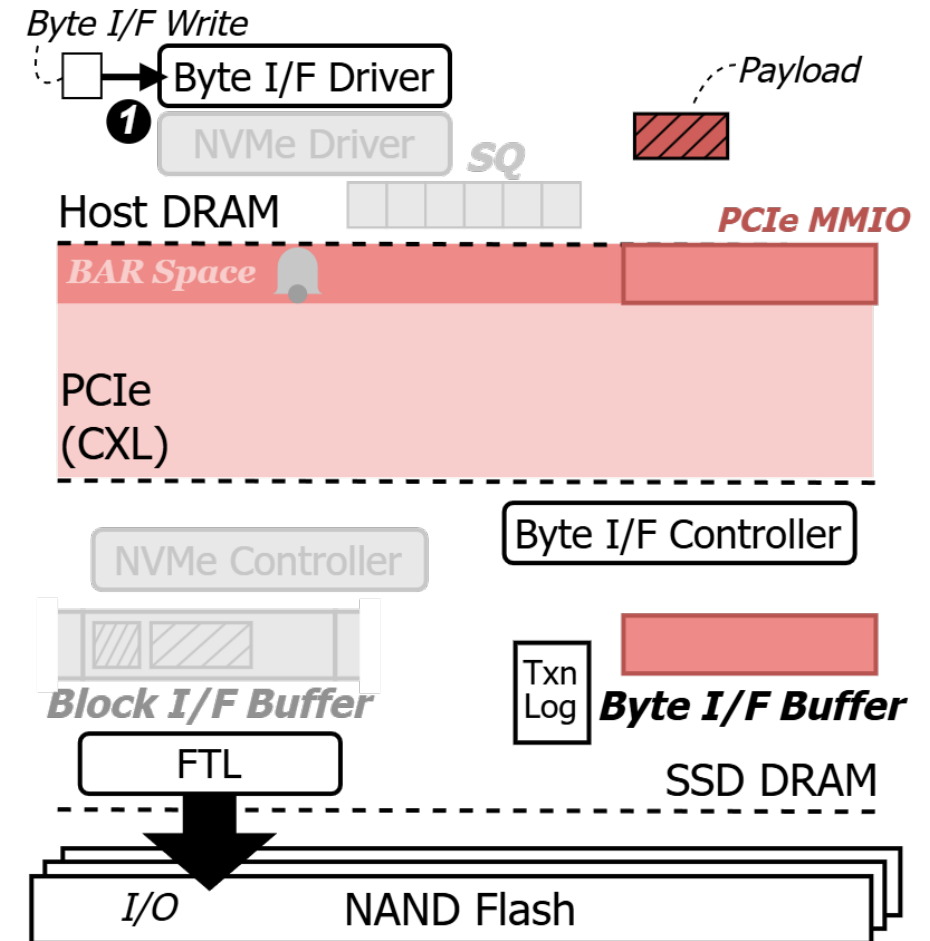 Byte I/F Write
Byte I/F Driver
Payload
1
NVMe Driver
SQ
Host DRAM
PCIe MMIO
BAR Space
PCIe
(CXL)
Byte I/F Controller
NVMe Controller
Txn
Log
Block I/F Buffer
Byte I/F Buffer
FTL
SSD DRAM
I/O
NAND Flash